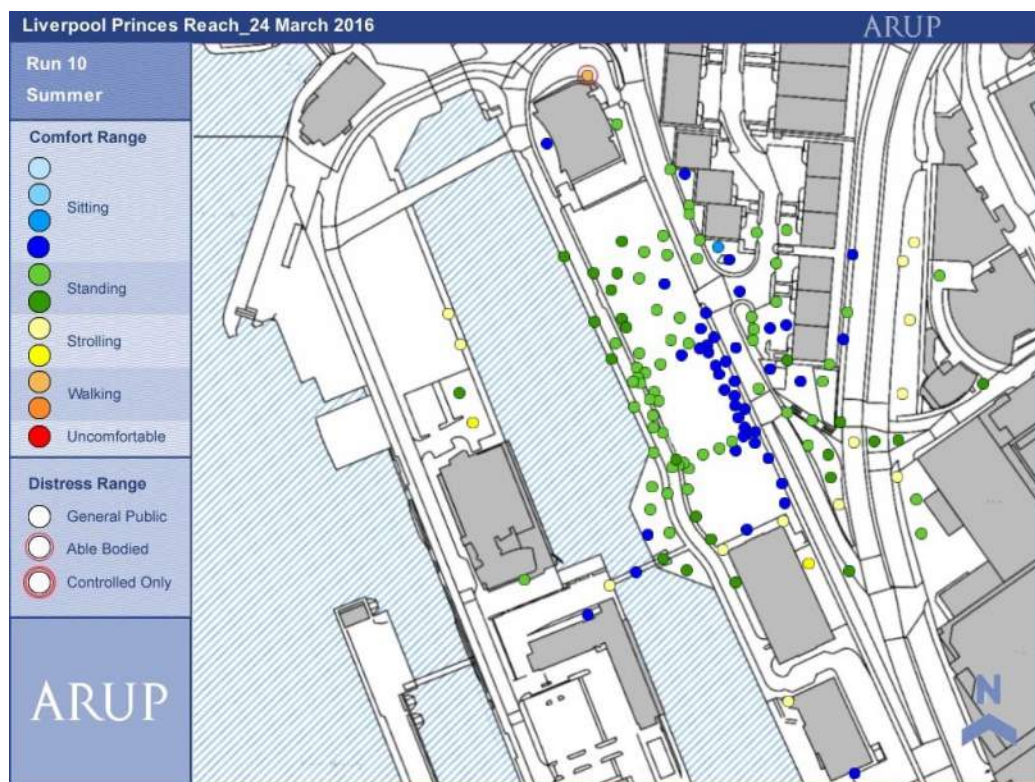 Liverpool Princes Reach_24 March 2016
ARUP
Run 10
Summer
Comfort Range
Sitting
Standing
Strolling
Walking
Uncomfortable
Distress Range
General Public
Able Bodied
Controlled Only
ARUP
N